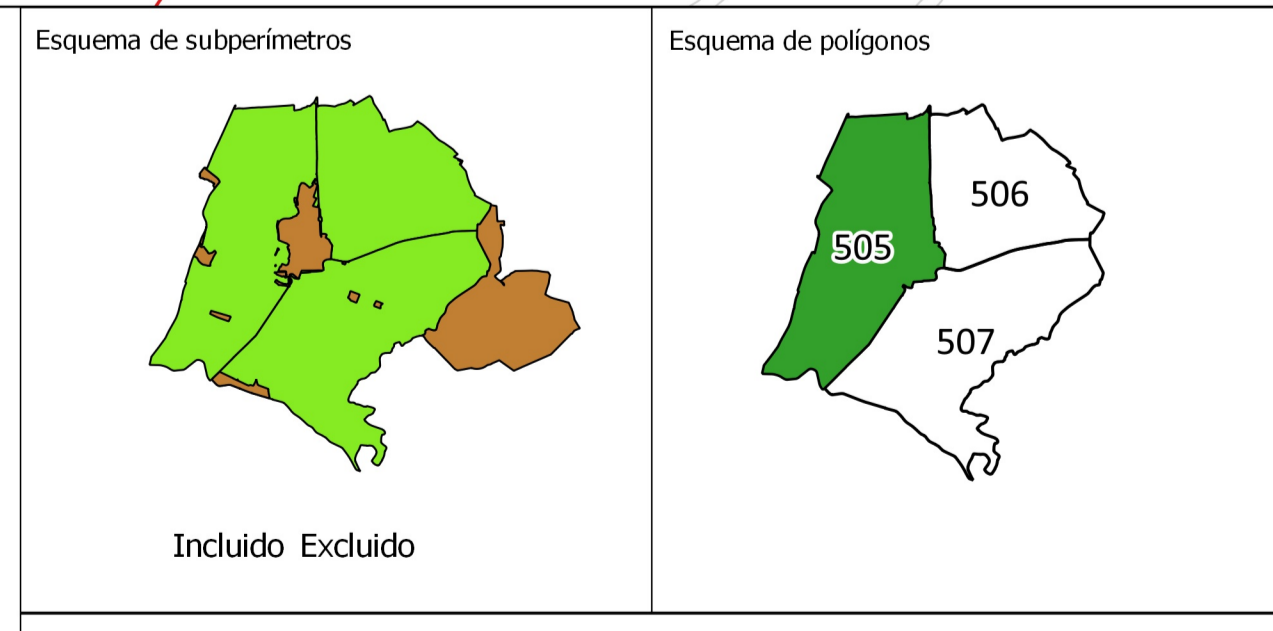 Esquema de subperímetros
Incluido Excluido
Esquema de polígonos
506
505
507